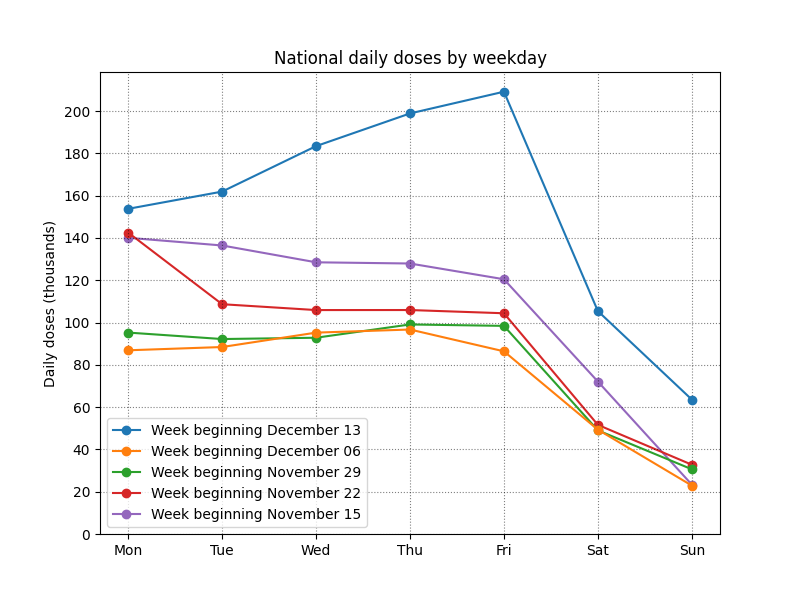 National daily doses by weekday
Daily doses (thousands)
200
180
160
140
120
100
80
60
40
20
0
Week beginning December 13
Week beginning December 06
Week beginning November 29
Week beginning November 22
Week beginning November 15
Mon Tue Wed Thu Fri Sat Sun